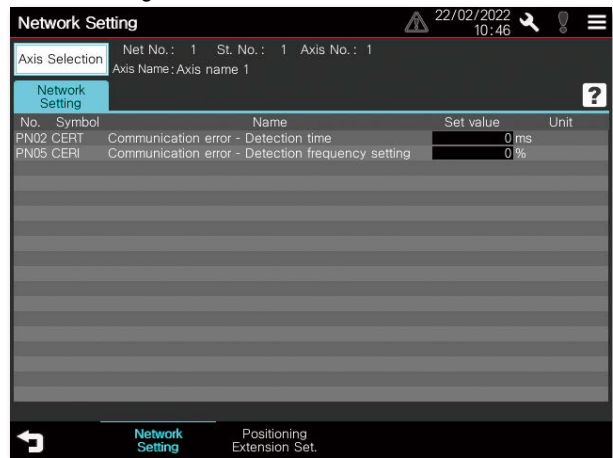 Network Setting
22/02/2022
10:46
Axis Selection
Net No.: 1 St. No.: 1 Axis No.: 1
Axis Name:Axis name 1
Network
Setting
?
No. Symbol Name Set value Unit
PN02 CERT Communication error - Detection time 0 ms
PN05 CERI Communication error - Detection frequency setting 0 %
Network
Setting
Positioning
Extension Set.